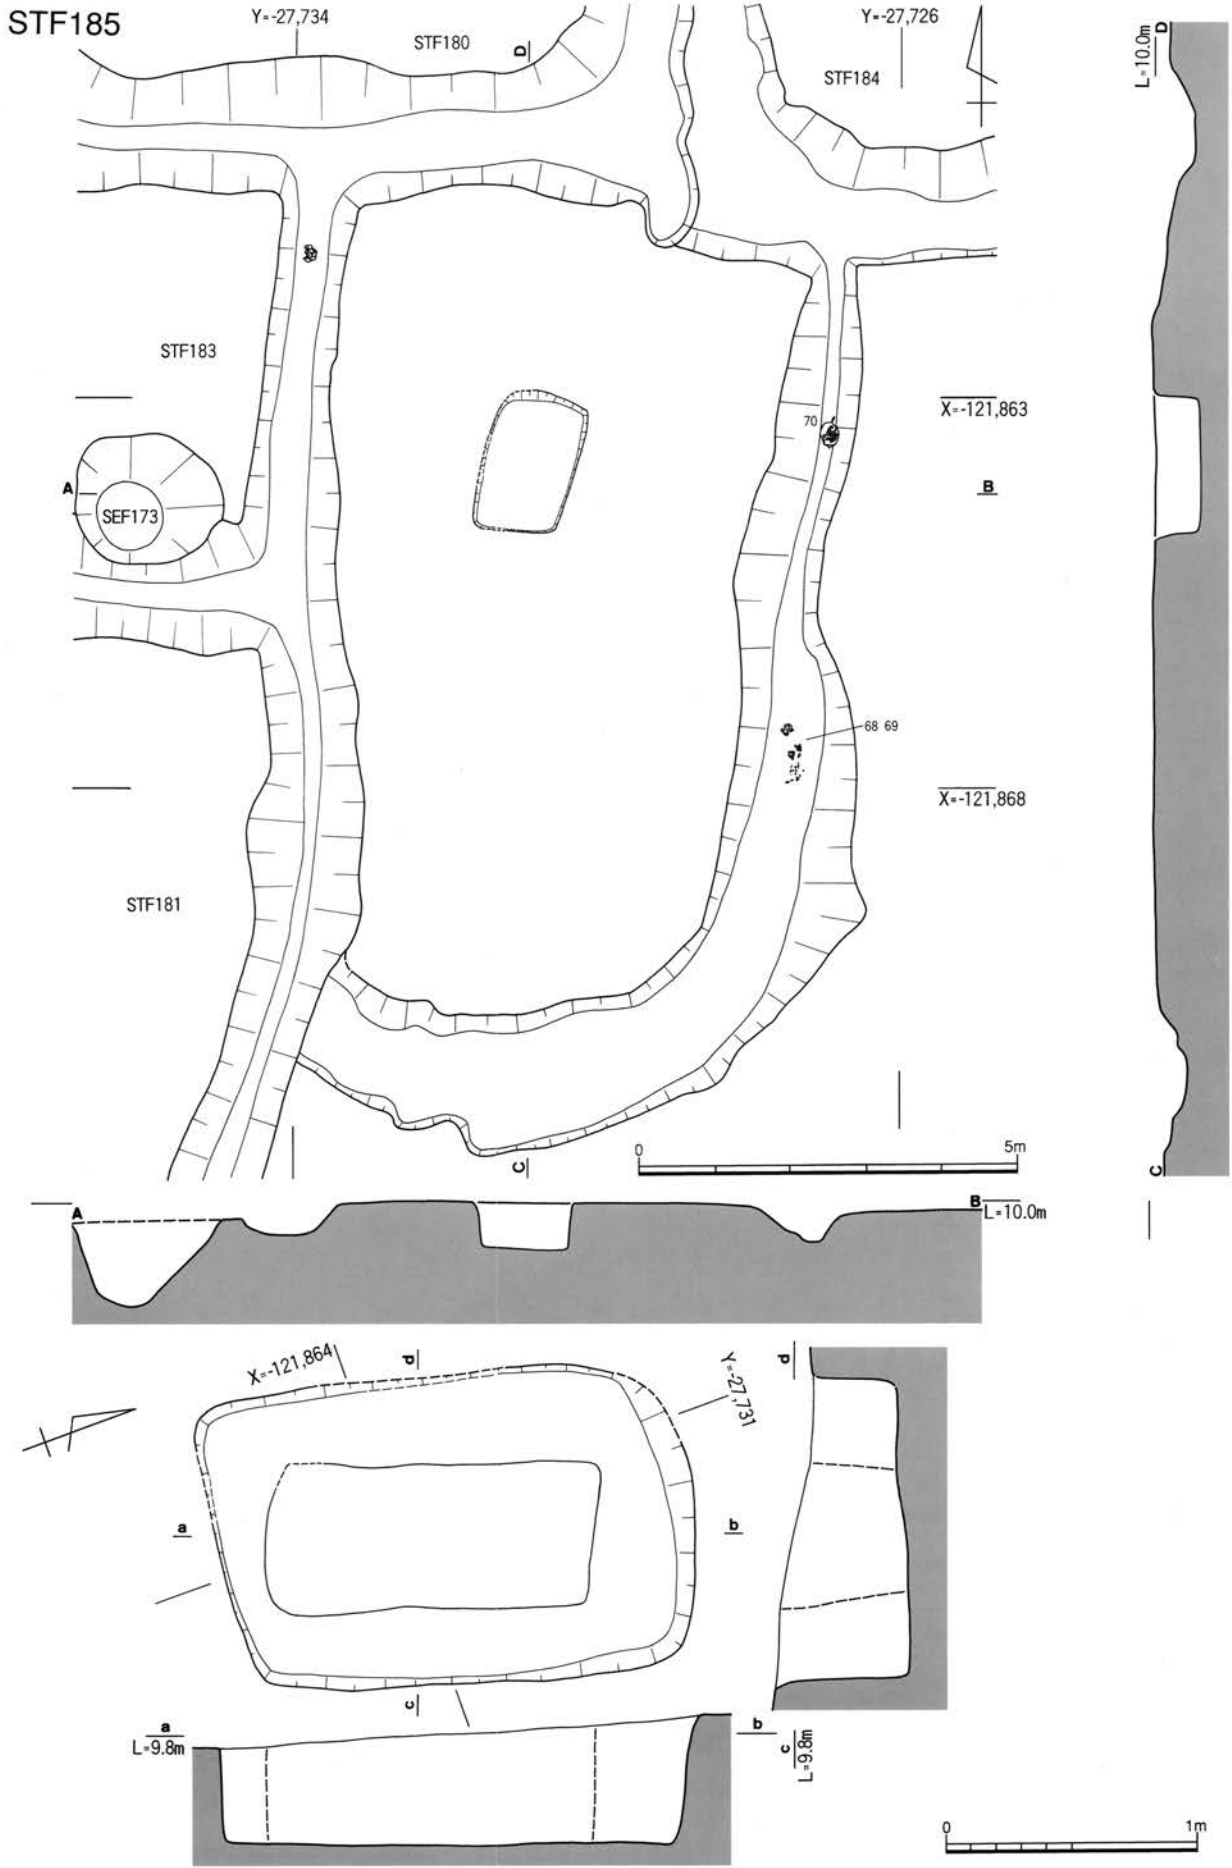 STF185
Y=-27,734
STF180
D
Y=-27,726
STF184
L=10.0m
D
STF183
X=-121,863
70
A
SEF173
B
68 69
X=-121,868
STF181
0
5m
C
C
A
B
L=10.0m
X=-121,864
d
Y=-27,731
d
a
b
c
a
L=9.8m
b
c
L=9.8m
0
1m